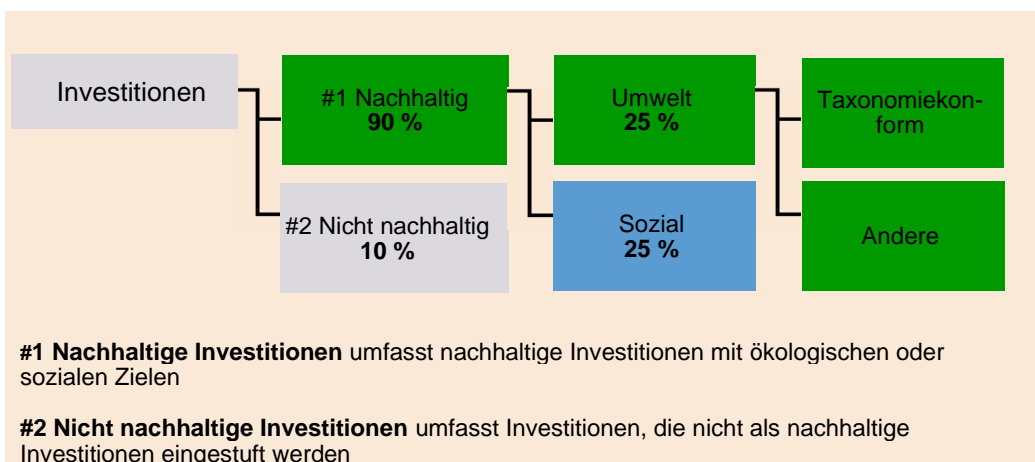 Investitionen
#1 Nachhaltig
90 %
Umwelt
25 %
Taxonomiekon-
form
#2 Nicht nachhaltig
10 %
Sozial
25 %
Andere
#1 Nachhaltige Investitionen umfasst nachhaltige Investitionen mit ökologischen oder
sozialen Zielen
#2 Nicht nachhaltige Investitionen umfasst Investitionen, die nicht als nachhaltige
Investitionen eingestuft werden